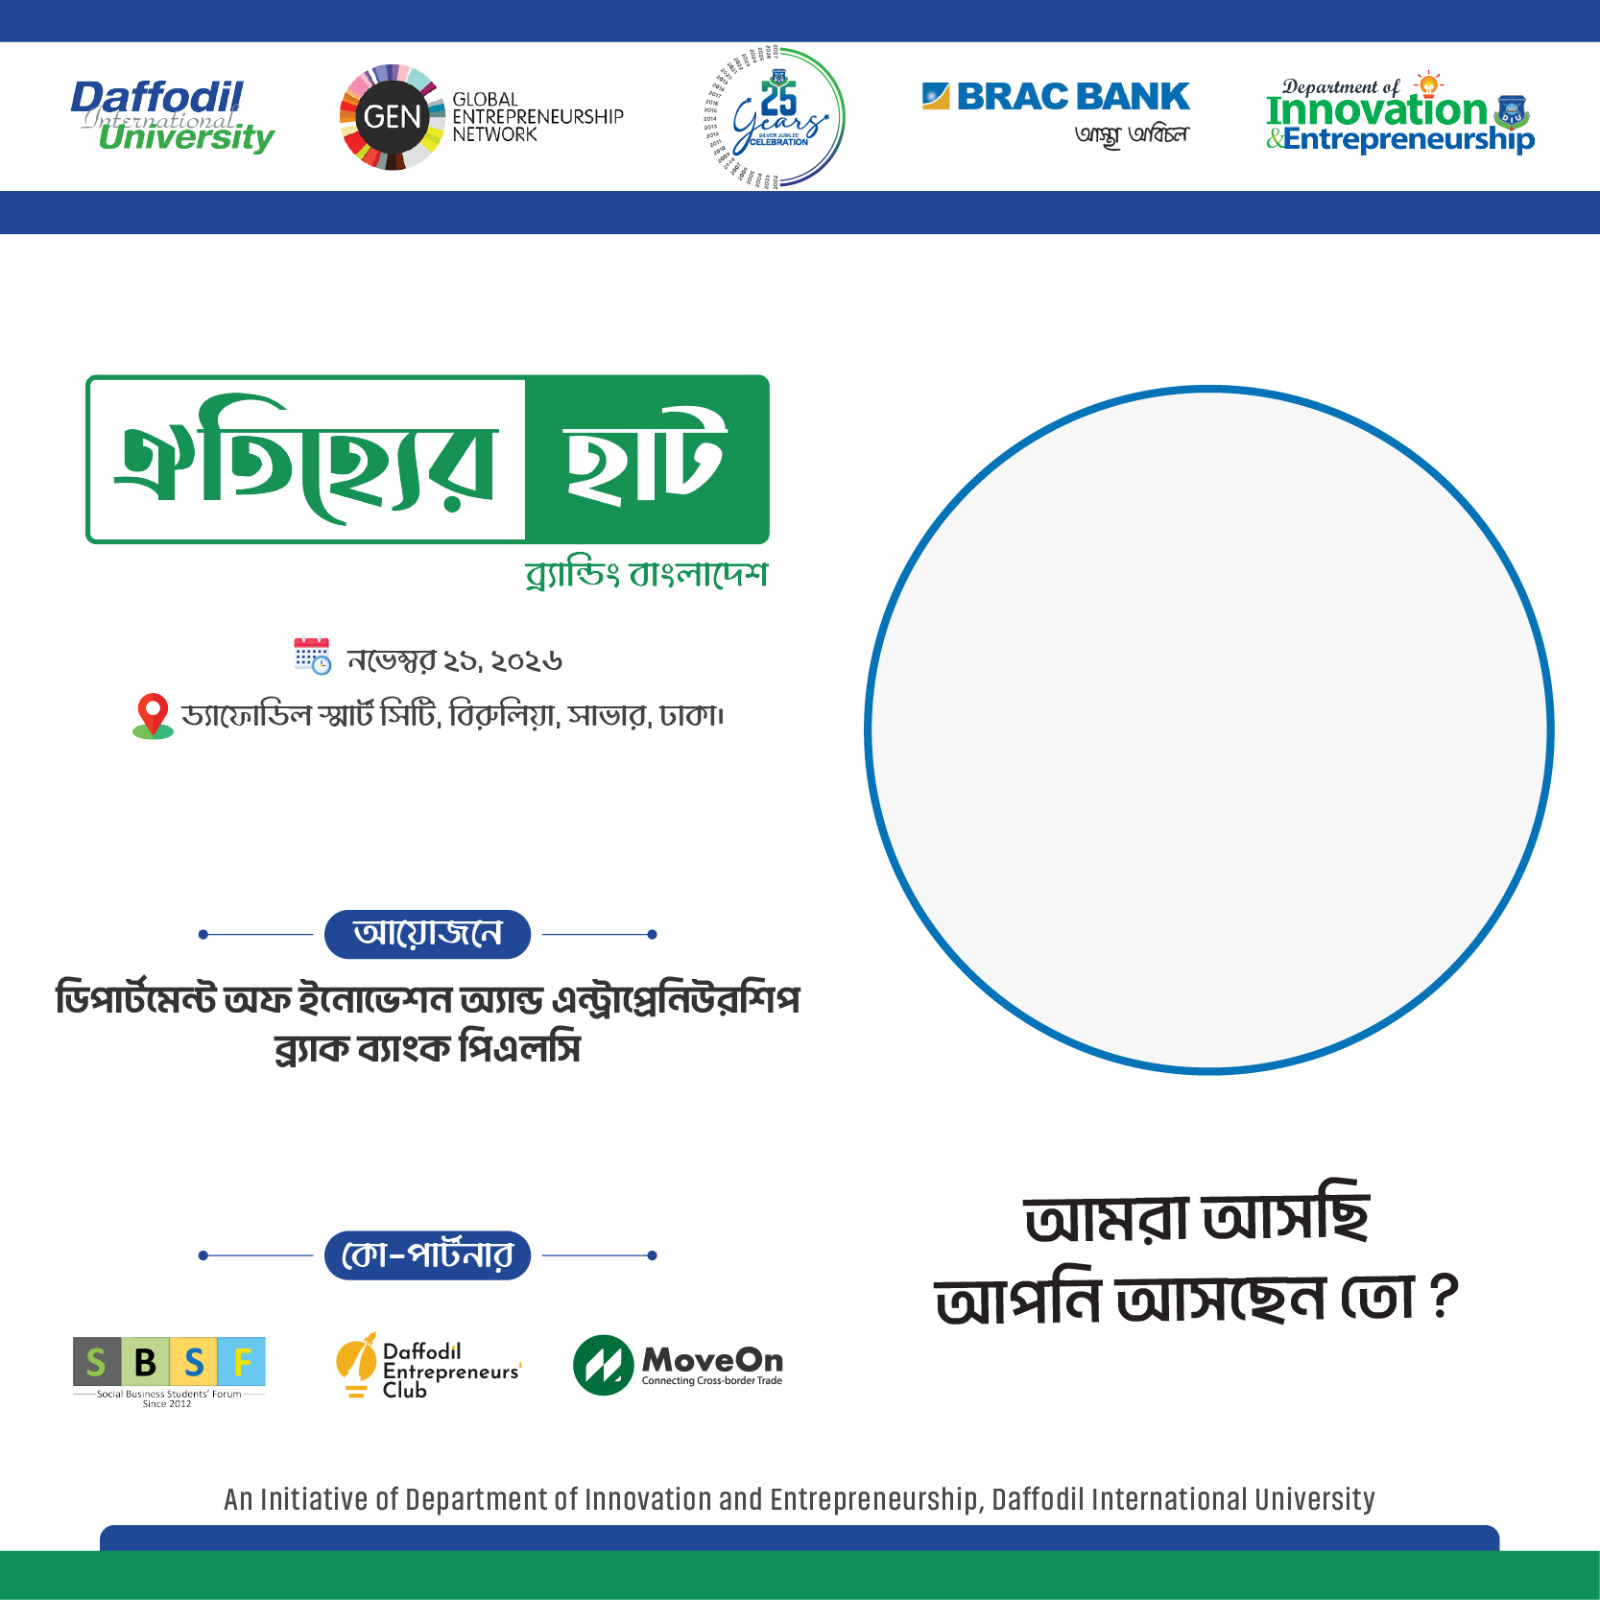 Daffodil
International
University
GEN
GLOBAL
ENTREPRENEURSHIP
NETWORK
25
Years
SILVER JUBILEE
CELEBRATION
BRAC BANK
আস্থা অবিচল
Department of
Innovation
&Entrepreneurship
DIU
ঐতিহ্যের হাট
ব্র্যান্ডিং বাংলাদেশ
নভেম্বর ২১, ২০২৬
ড্যাফোডিল স্মার্ট সিটি, বিরুলিয়া, সাভার, ঢাকা।
আয়োজনে
ডিপার্টমেন্ট অফ ইনোভেশন অ্যান্ড এন্ট্রাপ্রেনিউরশিপ
ব্র্যাক ব্যাংক পিএলসি
কো-পার্টনার
SBSF
Social Business Students' Forum
Since 2012
Daffodil
Entrepreneurs'
Club
MoveOn
Connecting Cross-border Trade
আমরা আসছি
আপনি আসছেন তো ?
An Initiative of Department of Innovation and Entrepreneurship, Daffodil International University